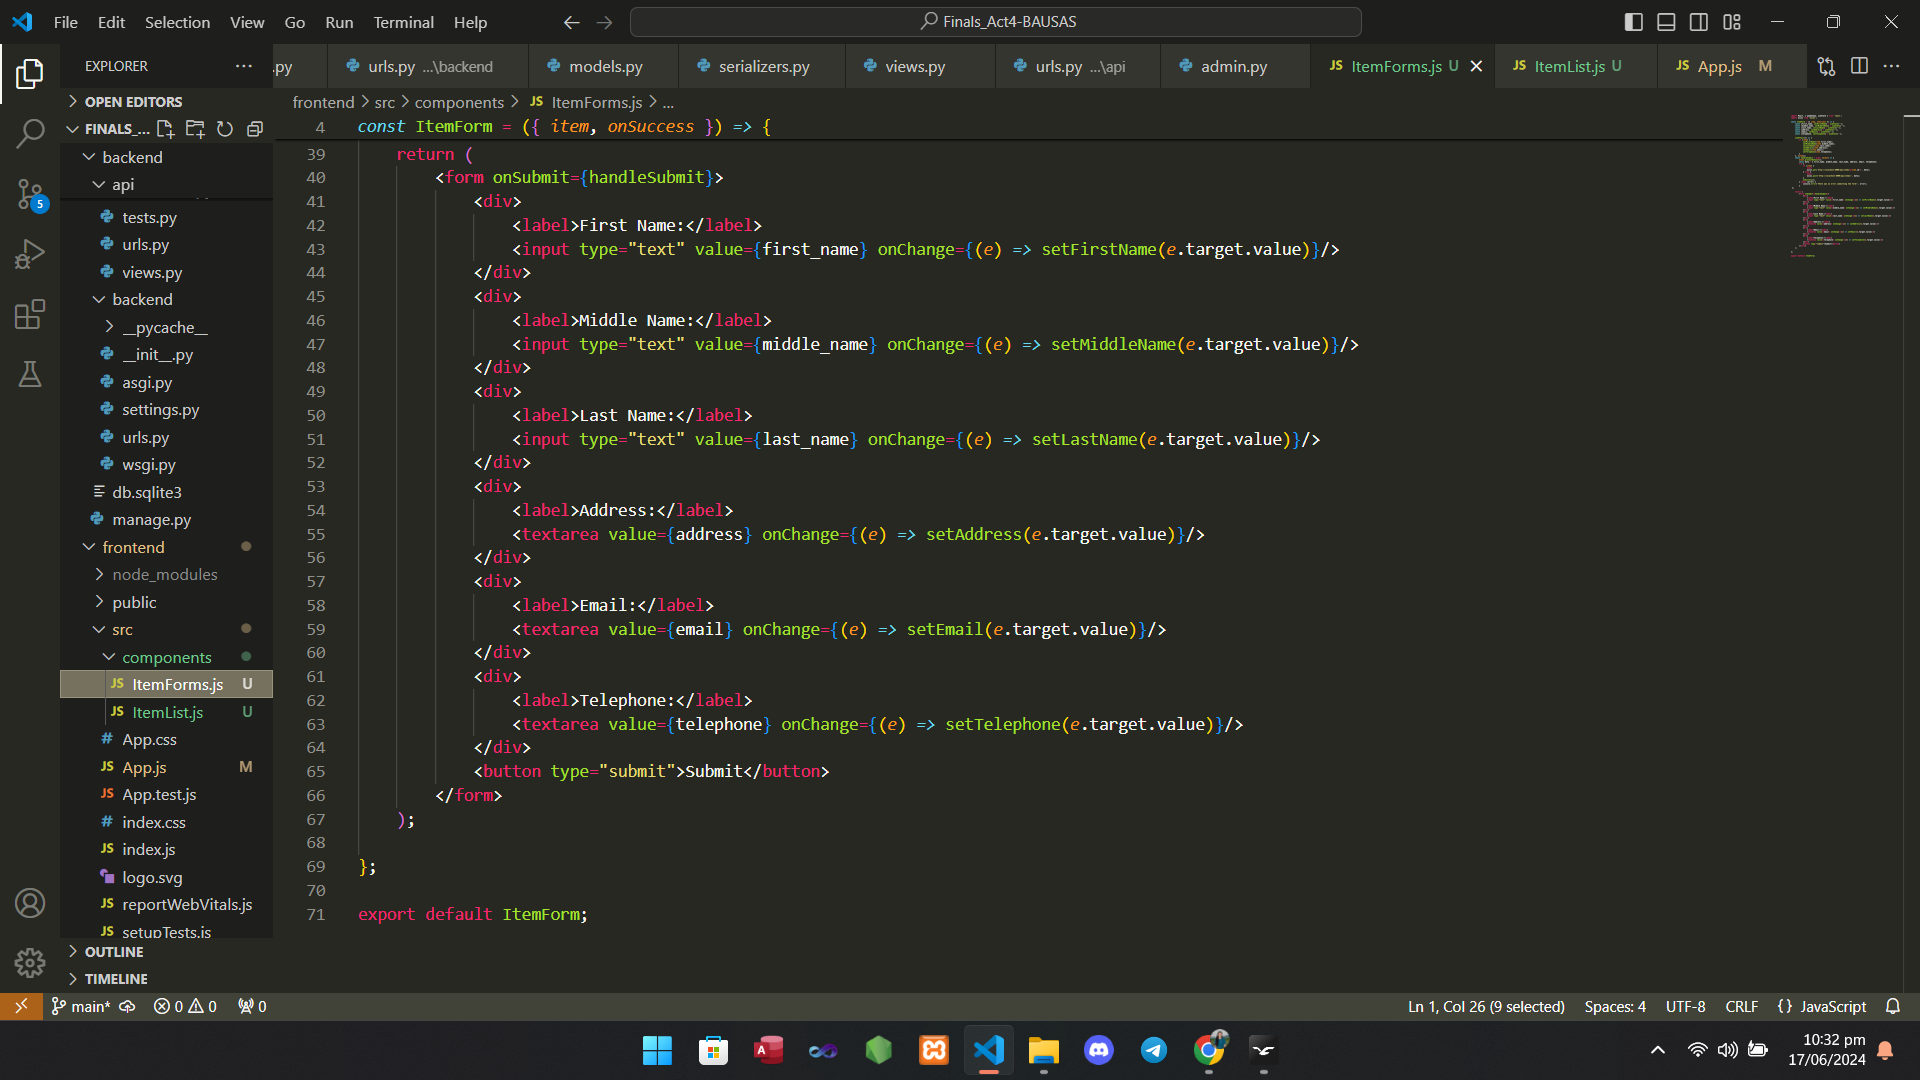 File Edit Selection View Go Run Terminal Help
Finals_Act4-BAUSAS
EXPLORER
.py
urls.py ...\backend
models.py
serializers.py
views.py
urls.py ...\api
admin.py
JS ItemForms.js U
JS ItemList.js U
JS App.js M
frontend > src > components > JS ItemForms.js > ...
OPEN EDITORS
FINALS_...
backend
api
tests.py
urls.py
views.py
backend
__pycache__
__init__.py
asgi.py
settings.py
urls.py
wsgi.py
db.sqlite3
manage.py
frontend
node_modules
public
src
components
JS ItemForms.js U
JS ItemList.js U
# App.css
JS App.js M
JS App.test.js
# index.css
JS index.js
logo.svg
JS reportWebVitals.js
JS setupTests.js
OUTLINE
TIMELINE
5
4 const ItemForm = ({ item, onSuccess }) => {
39 return (
40 <form onSubmit={handleSubmit}>
41 <div>
42 <label>First Name:</label>
43 <input type="text" value={first_name} onChange={(e) => setFirstName(e.target.value)}/>
44 </div>
45 <div>
46 <label>Middle Name:</label>
47 <input type="text" value={middle_name} onChange={(e) => setMiddleName(e.target.value)}/>
48 </div>
49 <div>
50 <label>Last Name:</label>
51 <input type="text" value={last_name} onChange={(e) => setLastName(e.target.value)}/>
52 </div>
53 <div>
54 <label>Address:</label>
55 <textarea value={address} onChange={(e) => setAddress(e.target.value)}/>
56 </div>
57 <div>
58 <label>Email:</label>
59 <textarea value={email} onChange={(e) => setEmail(e.target.value)}/>
60 </div>
61 <div>
62 <label>Telephone:</label>
63 <textarea value={telephone} onChange={(e) => setTelephone(e.target.value)}/>
64 </div>
65 <button type="submit">Submit</button>
66 </form>
67 );
68
69 };
70
71 export default ItemForm;
main* 0 0 0
Ln 1, Col 26 (9 selected) Spaces: 4 UTF-8 CRLF {} JavaScript
10:32 pm
17/06/2024